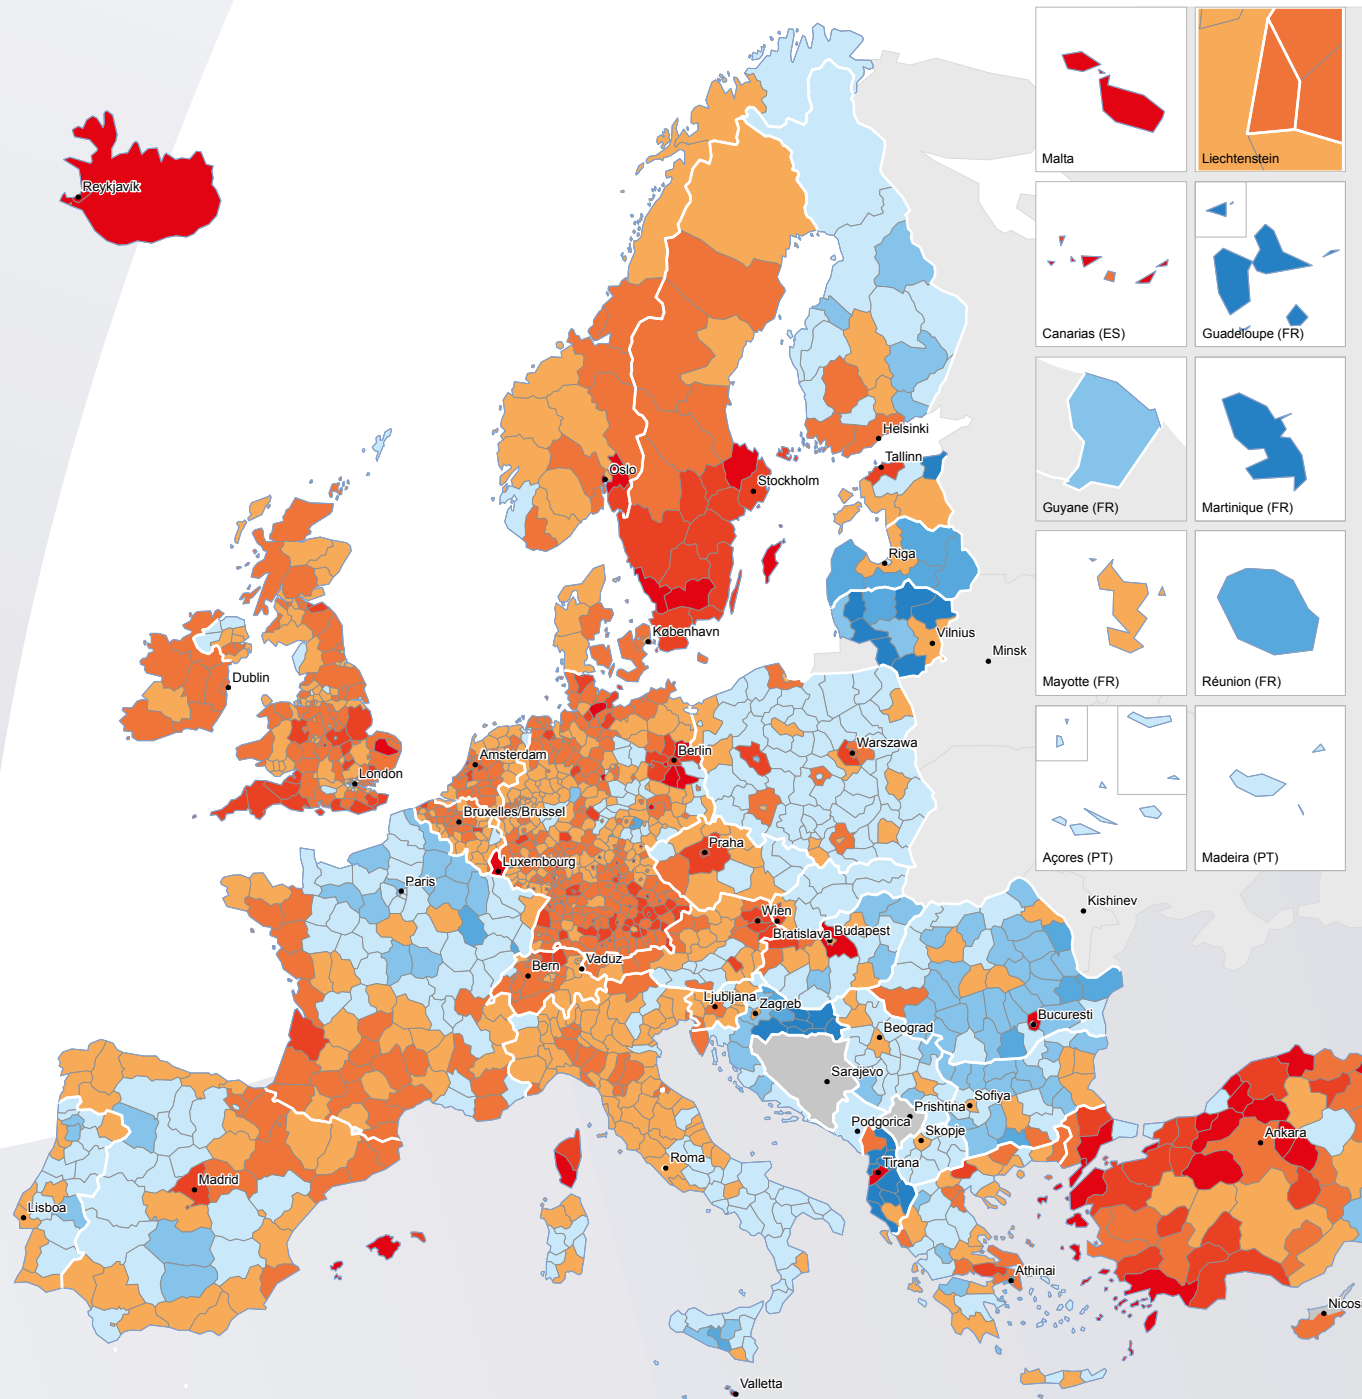 Malta
Liechtenstein
Reykjavik
Canarias (ES)
Guadeloupe (FR)
Helsinki
Tallinn
Oslo
Stockholm
Guyane (FR)
Martinique (FR)
Riga
København
Vilnius
Minsk
Dublin
Mayotte (FR)
Réunion (FR)
Amsterdam
Berlin
Warszawa
London
Bruxelles/Brussel
Praha
Luxembourg
Açores (PT)
Madeira (PT)
Paris
Kishinev
Wien
Bratislava
Budapest
Bern
Vaduz
Ljubljana
Zagreb
Bucuresti
Beograd
Sarajevo
Prishtina
Sofiya
Podgorica
Skopje
Ankara
Roma
Tirana
Madrid
Lisboa
Athinai
Nicos
Valletta